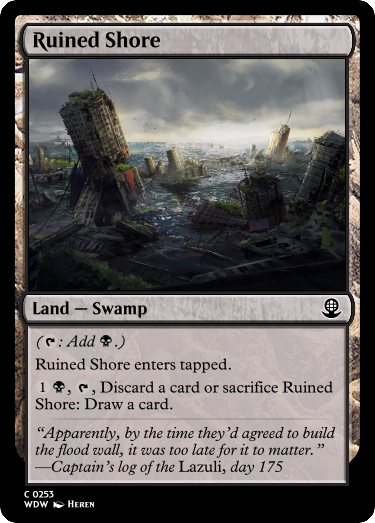 Ruined Shore
Land — Swamp
(: Add .)
Ruined Shore enters tapped.
1 , , Discard a card or sacrifice Ruined
Shore: Draw a card.
“Apparently, by the time they’d agreed to build
the flood wall, it was too late for it to matter.”
—Captain’s log of the Lazuli, day 175
C 0253
WDW HEREN